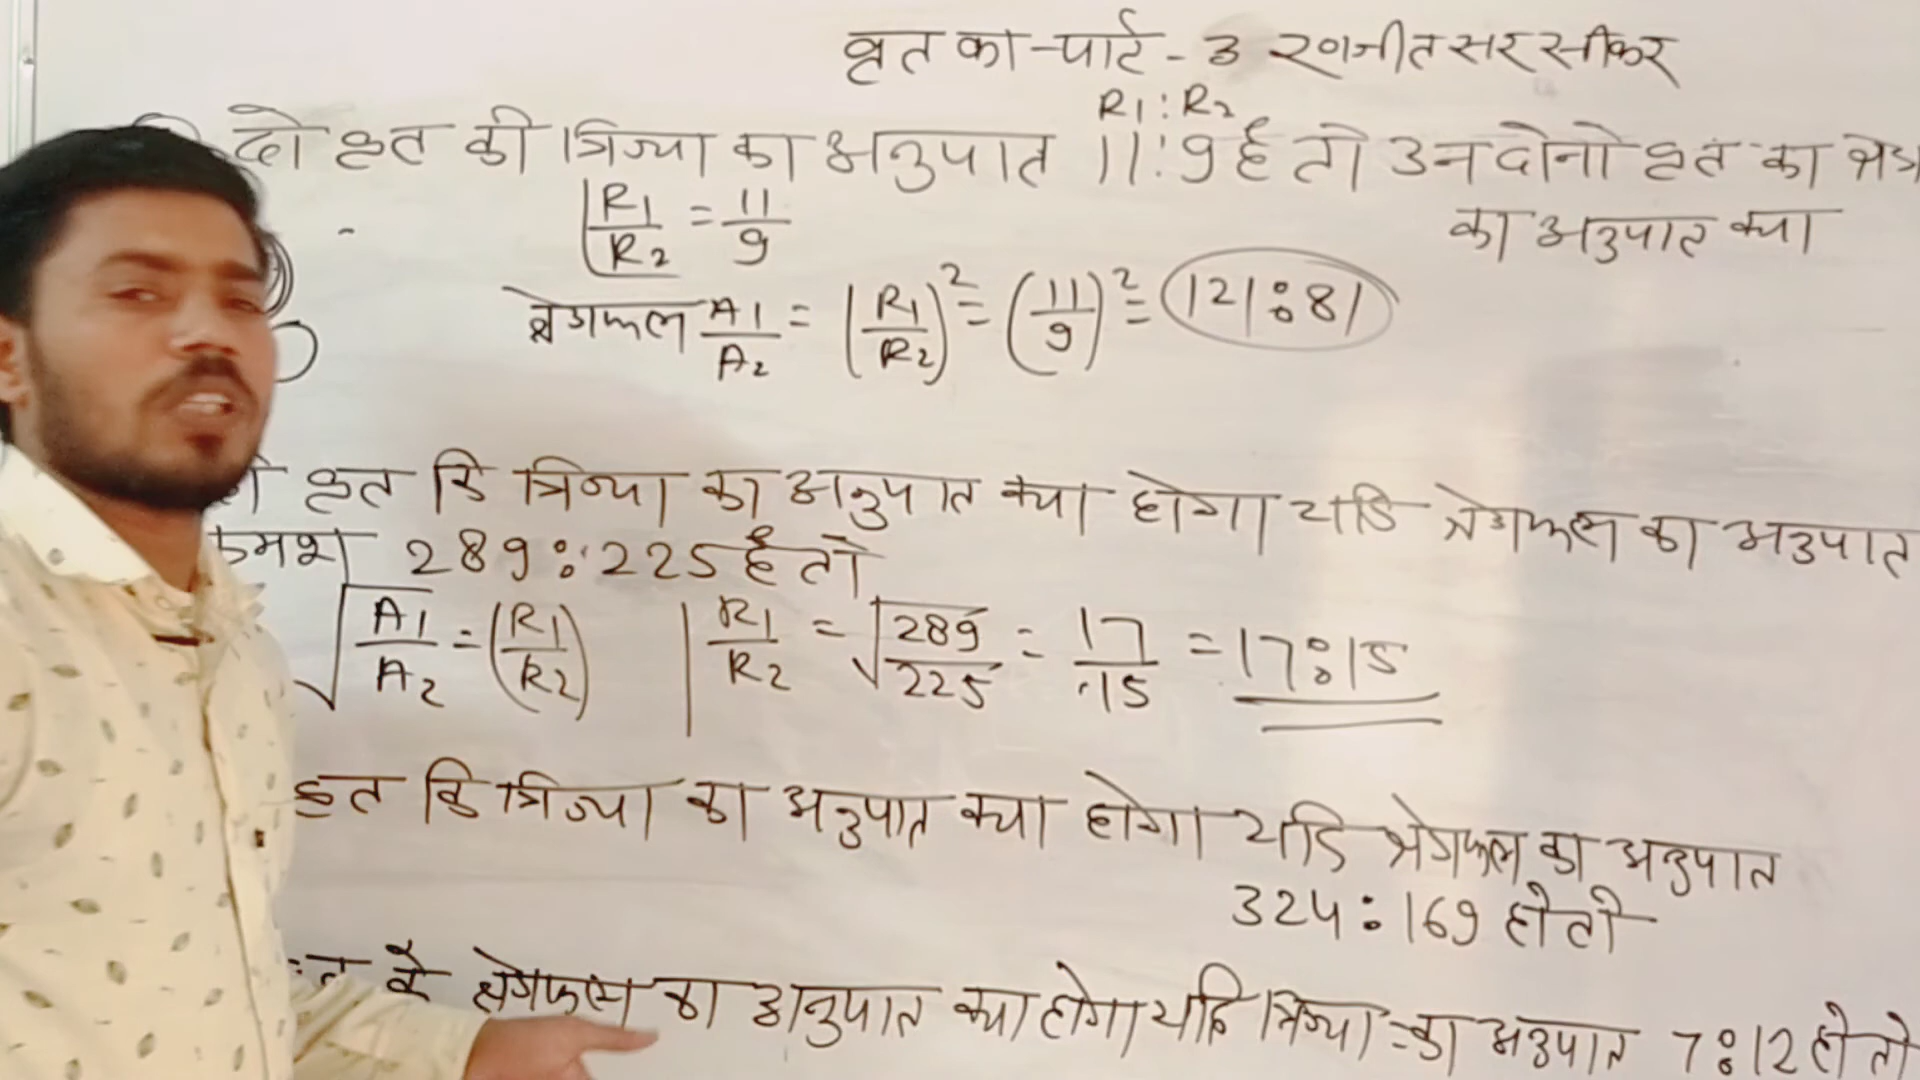 वृत का-पार्ट-3 रणजीत सर सीकर
R1:R2
दो वृत की त्रिज्या का अनुपात 11:9 है तो उन दोनो वृत का क्षेत्र
का अनुपात क्या
R1/R2 = 11/9
क्षेत्रफल A1/A2 = (R1/R2)² = (11/9)² = 121:81
वृत कि त्रिज्या का अनुपात क्या होगा यदि क्षेत्रफल का अनुपात
क्रमश 289:225 है तो
√A1/A2 = (R1/R2) | R1/R2 = √289/225 = 17/15 = 17:15
वृत कि त्रिज्या का अनुपात क्या होगा यदि क्षेत्रफल का अनुपात
324:169 हो तो
के क्षेत्रफल का अनुपात क्या होगा यदि त्रिज्या का अनुपात 7:12 हो तो